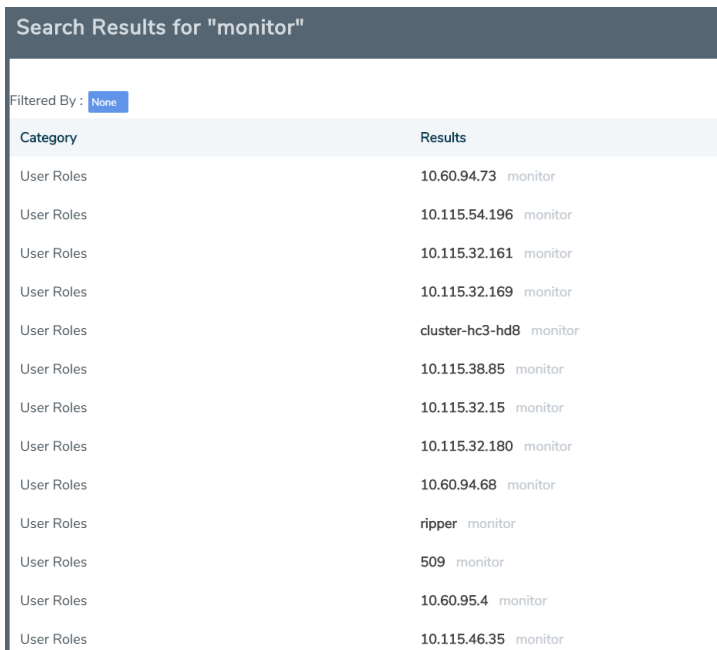 Search Results for "monitor"
Filtered By : None
Category Results
User Roles 10.60.94.73 monitor
User Roles 10.115.54.196 monitor
User Roles 10.115.32.161 monitor
User Roles 10.115.32.169 monitor
User Roles cluster-hc3-hd8 monitor
User Roles 10.115.38.85 monitor
User Roles 10.115.32.15 monitor
User Roles 10.115.32.180 monitor
User Roles 10.60.94.68 monitor
User Roles ripper monitor
User Roles 509 monitor
User Roles 10.60.95.4 monitor
User Roles 10.115.46.35 monitor